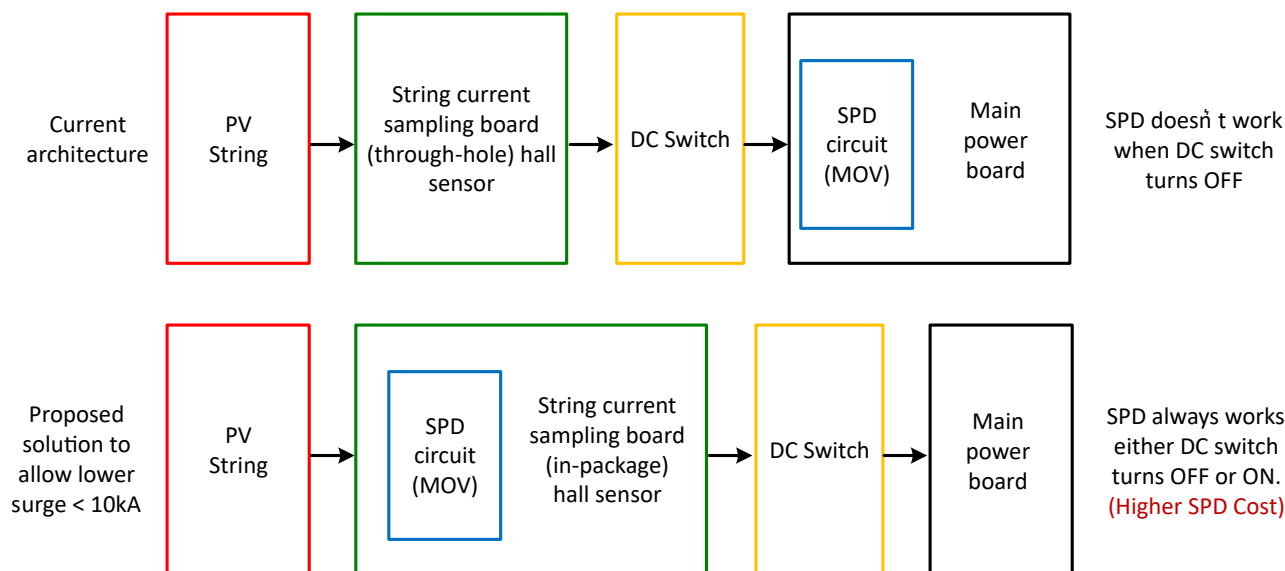 Current
architecture
PV
String
String current
sampling board
(through-hole) hall
sensor
DC Switch
SPD
circuit
(MOV)
Main
power
board
SPD doesn't work
when DC switch
turns OFF
Proposed
solution to
allow lower
surge < 10kA
PV
String
SPD
circuit
(MOV)
String current
sampling board
(in-package)
hall sensor
DC Switch
Main
power
board
SPD always works
either DC switch
turns OFF or ON.
(Higher SPD Cost)